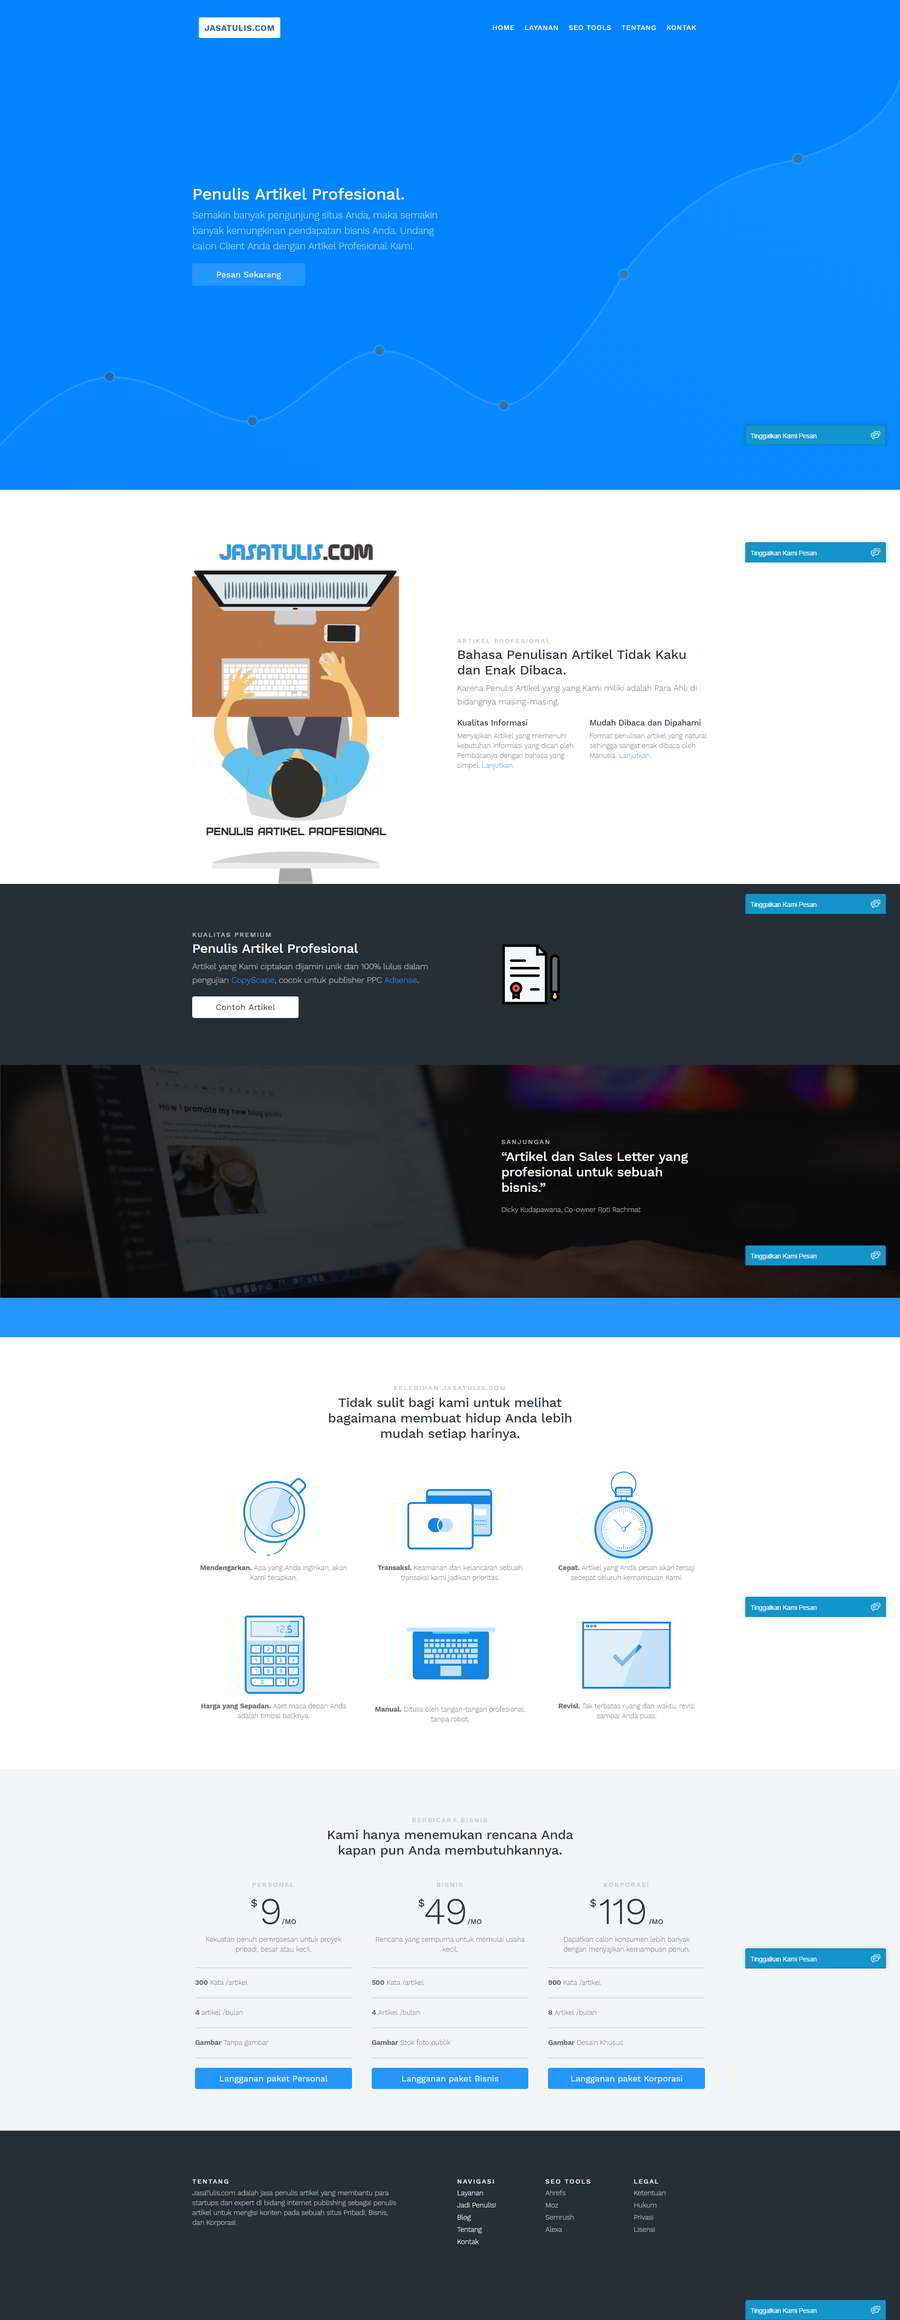 JASATULIS.COM
HOME LAYANAN SEO TOOLS TENTANG KONTAK
Penulis Artikel Profesional.
Semakin banyak pengunjung situs Anda, maka semakin
banyak kemungkinan pendapatan bisnis Anda. Undang
calon Client Anda dengan Artikel Profesional Kami.
Pesan Sekarang
Tinggalkan Kami Pesan
JASATULIS.COM
Tinggalkan Kami Pesan
ARTIKEL PROFESIONAL
Bahasa Penulisan Artikel Tidak Kaku
dan Enak Dibaca.
Karena Penulis Artikel yang yang Kami miliki adalah Para Ahli di
bidangnya masing-masing.
Kualitas Informasi
Menyajikan Artikel yang memenuhi
kebutuhan informasi yang dicari oleh
Pembacanya dengan bahasa yang
simpel. Lanjutkan.
Mudah Dibaca dan Dipahami
Format penulisan artikel yang natural
sehingga sangat enak dibaca oleh
Manusia. Lanjutkan.
PENULIS ARTIKEL PROFESIONAL
Tinggalkan Kami Pesan
KUALITAS PREMIUM
Penulis Artikel Profesional
Artikel yang Kami ciptakan dijamin unik dan 100% lulus dalam
pengujian CopyScape, cocok untuk publisher PPC Adsense.
Contoh Artikel
How I promote my new blog posts
SANJUNGAN
“Artikel dan Sales Letter yang
profesional untuk sebuah
bisnis.”
Dicky Kudapawana, Co-owner Roti Rachmat
Tinggalkan Kami Pesan
KELEBIHAN JASATULIS.COM
Tidak sulit bagi kami untuk melihat
bagaimana membuat hidup Anda lebih
mudah setiap harinya.
Mendengarkan. Apa yang Anda inginkan, akan
Kami terapkan.
Transaksi. Keamanan dan kelancaran sebuah
transaksi kami jadikan prioritas.
Cepat. Artikel yang Anda pesan akan tersaji
secepat seluruh kemampuan Kami.
Tinggalkan Kami Pesan
12.5
Harga yang Sepadan. Aset masa depan Anda
adalah timbal baliknya.
Manual. Ditulis oleh tangan-tangan profesional,
tanpa robot.
Revisi. Tak terbatas ruang dan waktu, revisi
sampai Anda puas.
BERBICARA BISNIS
Kami hanya menemukan rencana Anda
kapan pun Anda membutuhkannya.
PERSONAL
$9/MO
Kekuatan penuh pemrosesan untuk proyek
pribadi, besar atau kecil.
300 Kata /artikel
4 artikel /bulan
Gambar Tanpa gambar
Langganan paket Personal
BISNIS
$49/MO
Rencana yang sempurna untuk memulai usaha
kecil.
500 Kata /artikel
4 Artikel /bulan
Gambar Stok foto publik
Langganan paket Bisnis
KORPORASI
$119/MO
Dapatkan calon konsumen lebih banyak
dengan menyajikan kemampuan penuh.
900 Kata /artikel
8 Artikel /bulan
Gambar Desain Khusus
Langganan paket Korporasi
Tinggalkan Kami Pesan
TENTANG
JasaTulis.com adalah jasa penulis artikel yang membantu para
startups dan expert di bidang internet publishing sebagai penulis
artikel untuk mengisi konten pada sebuah situs Pribadi, Bisnis,
dan Korporasi.
NAVIGASI
Layanan
Jadi Penulis!
Blog
Tentang
Kontak
SEO TOOLS
Ahrefs
Moz
Semrush
Alexa
LEGAL
Ketentuan
Hukum
Privasi
Lisensi
Tinggalkan Kami Pesan